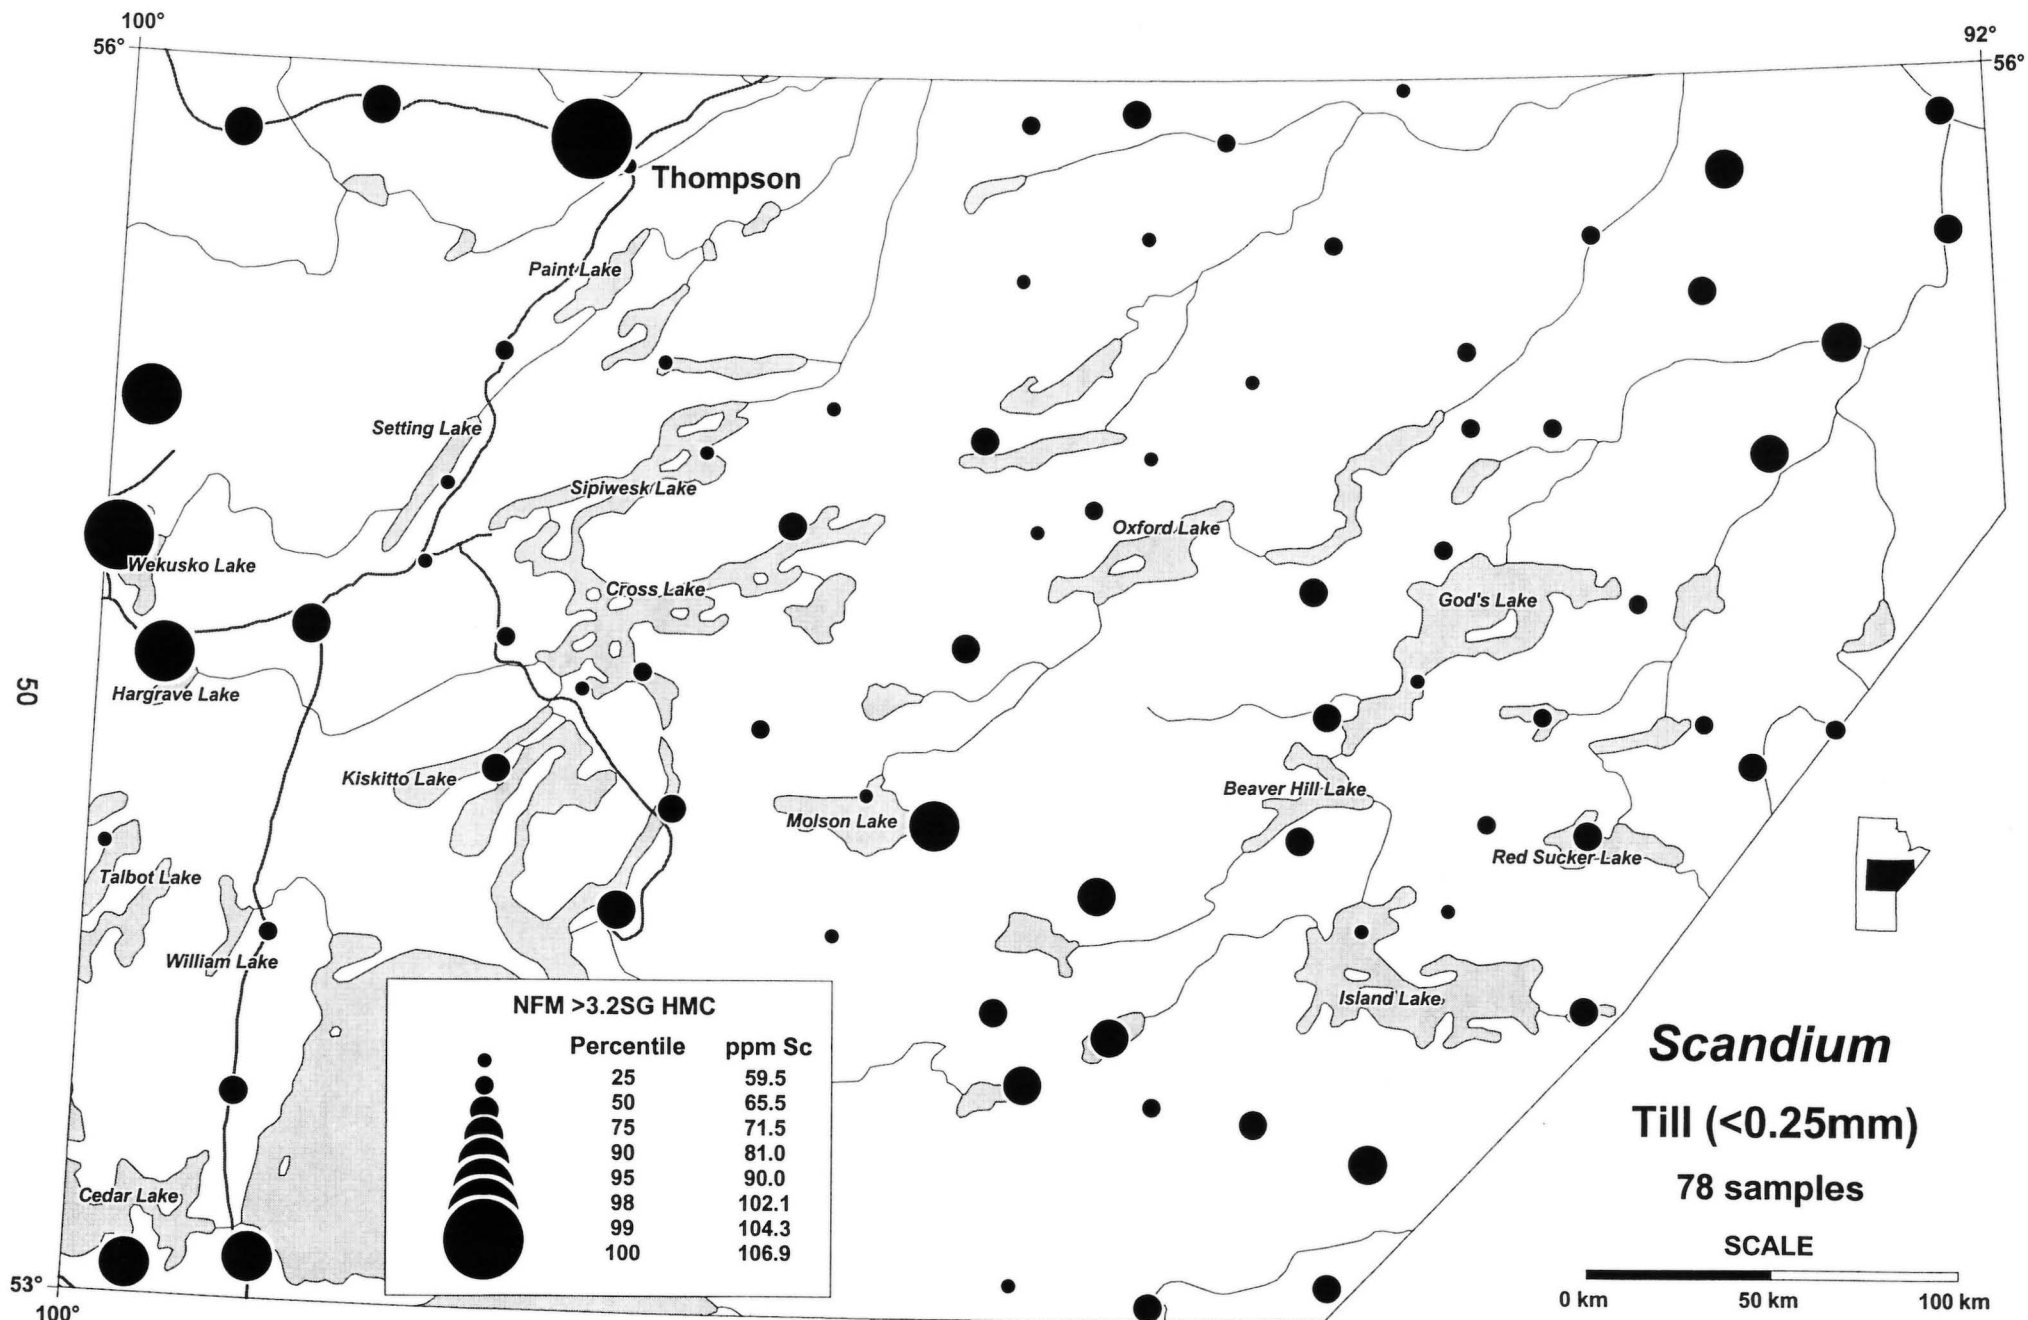 100°
92°
56°
56°
Thompson
Paint Lake
Setting Lake
Sipiwesk Lake
Oxford Lake
Wekusko Lake
Cross Lake
God's Lake
50
Hargrave Lake
Kiskitto Lake
Beaver Hill Lake
Molson Lake
Red Sucker Lake
Talbot Lake
William Lake
Island Lake
NFM >3.2SG HMC
Percentile ppm Sc
25 59.5
50 65.5
75 71.5
90 81.0
95 90.0
98 102.1
99 104.3
100 106.9
Cedar Lake
Scandium
Till (<0.25mm)
78 samples
SCALE
0 km 50 km 100 km
53°
100°